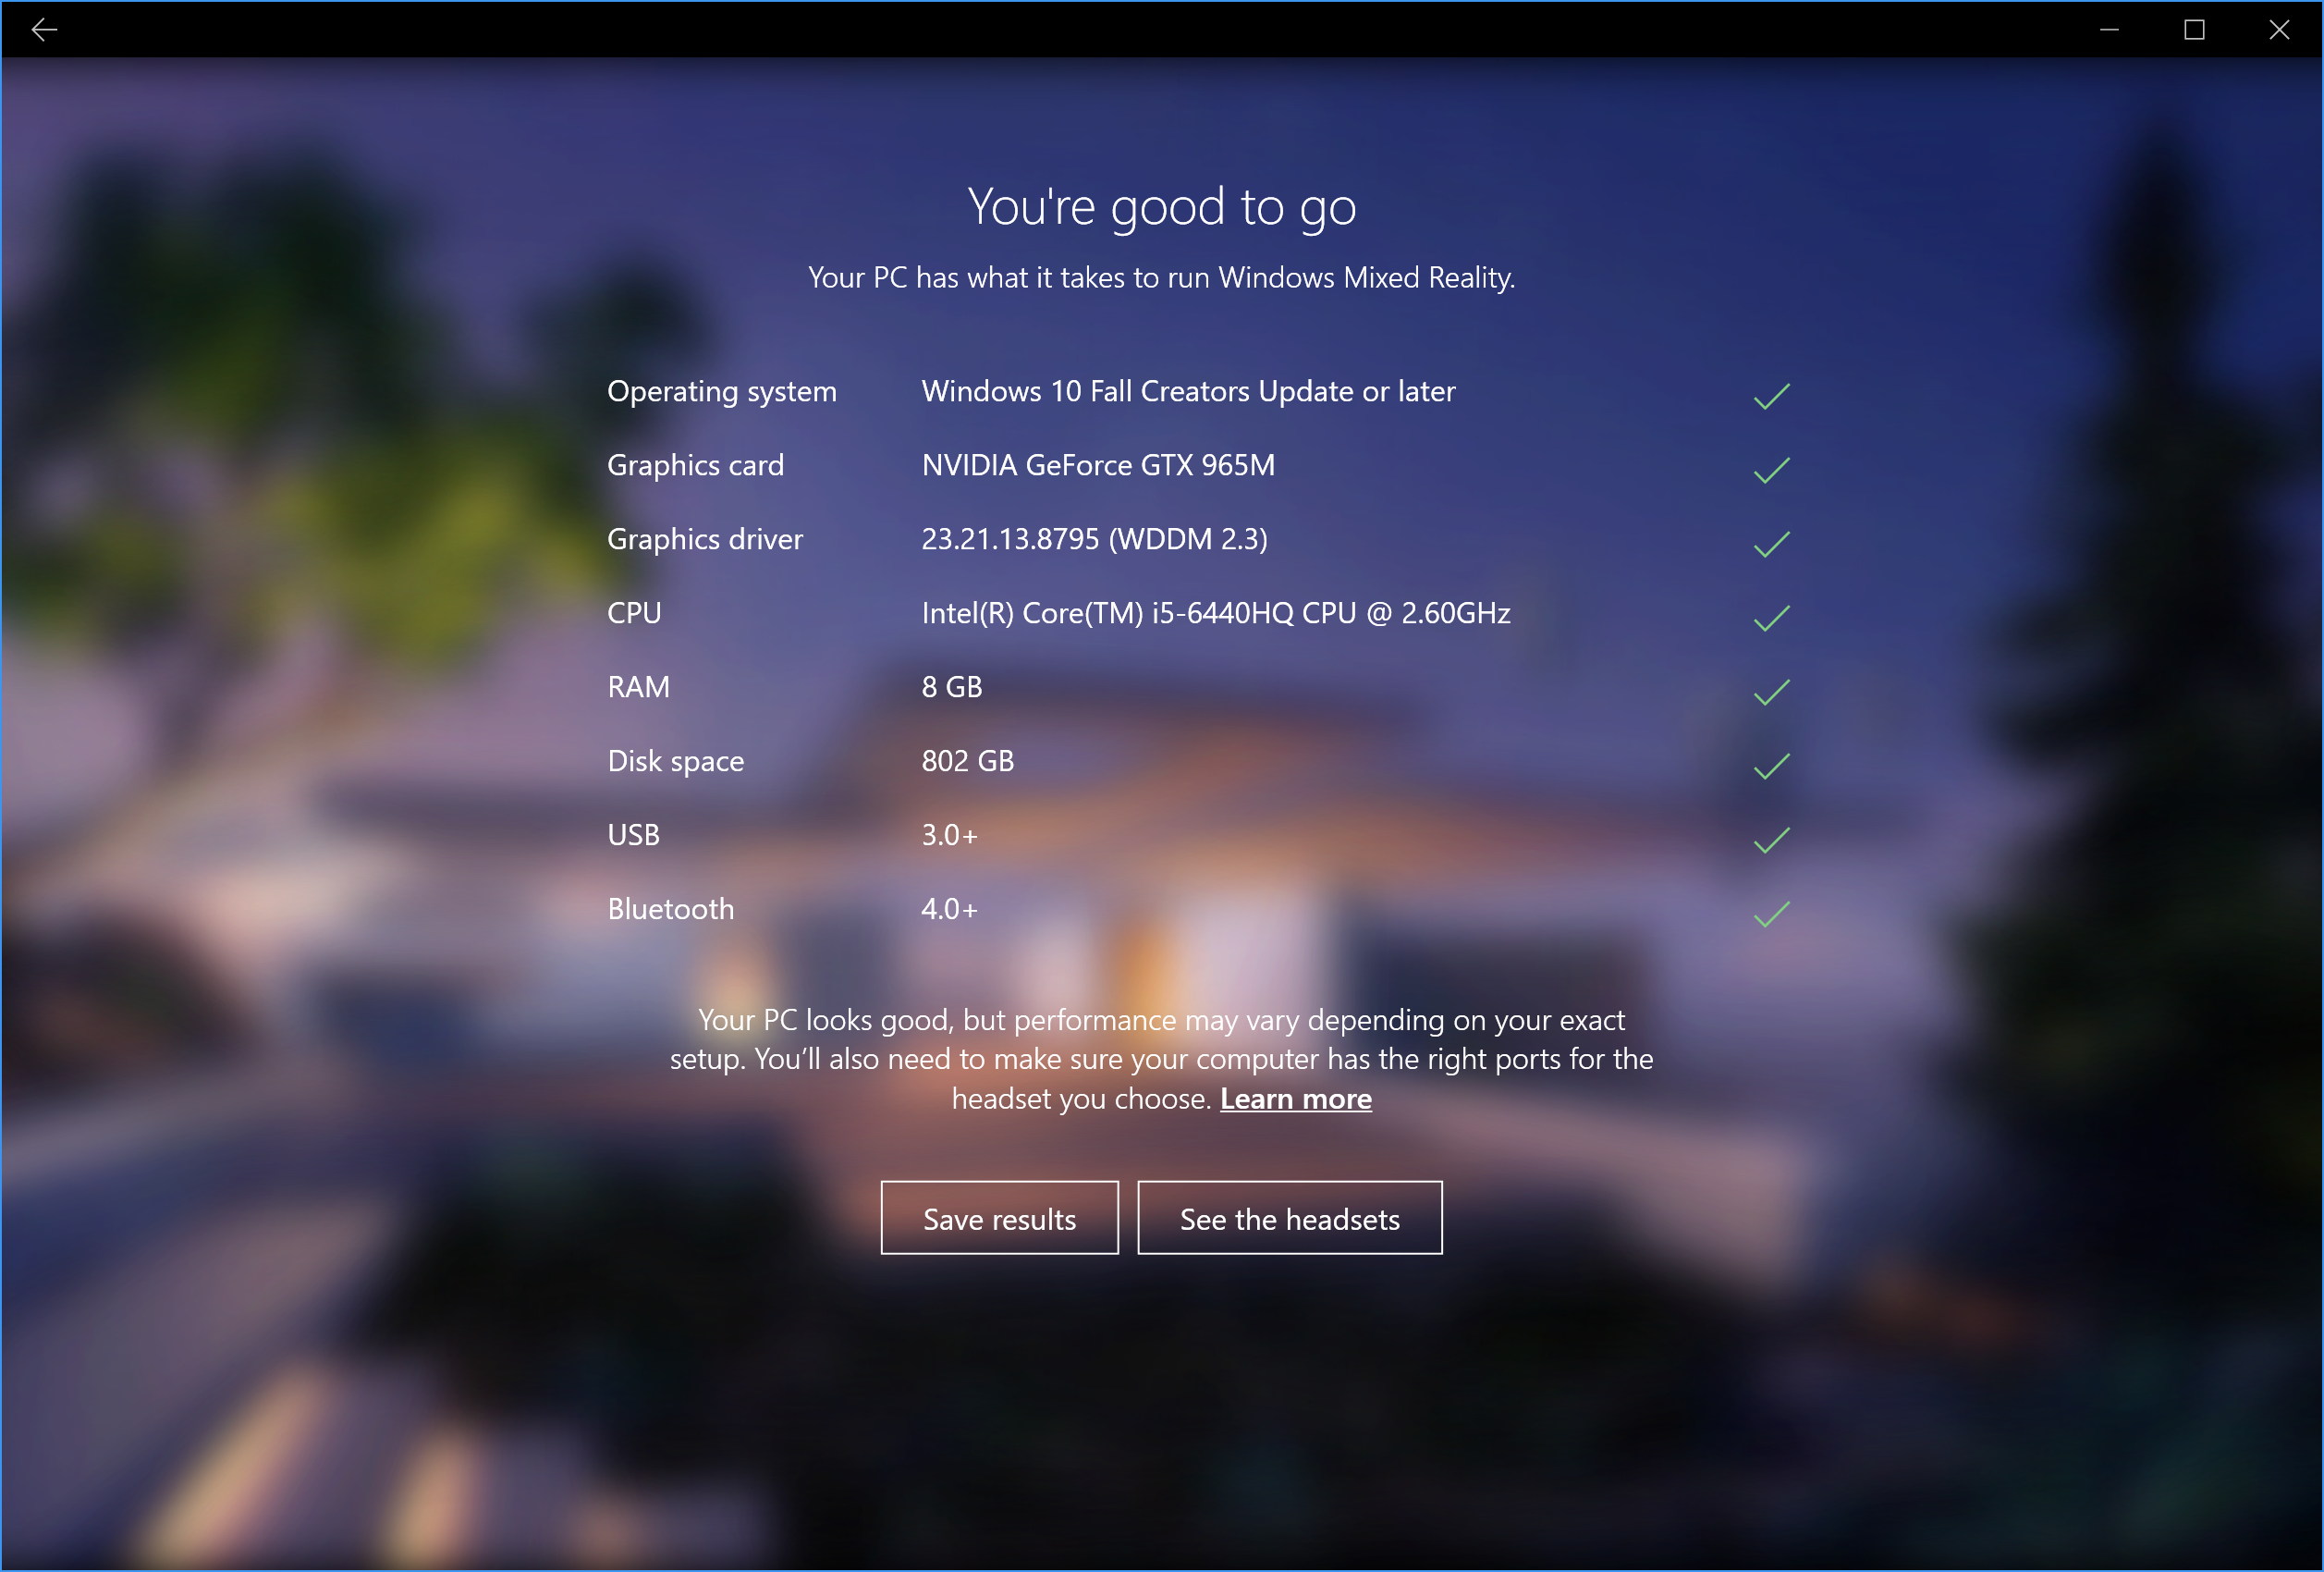 You're good to go
Your PC has what it takes to run Windows Mixed Reality.
Operating system Windows 10 Fall Creators Update or later
Graphics card NVIDIA GeForce GTX 965M
Graphics driver 23.21.13.8795 (WDDM 2.3)
CPU Intel(R) Core(TM) i5-6440HQ CPU @ 2.60GHz
RAM 8 GB
Disk space 802 GB
USB 3.0+
Bluetooth 4.0+
Your PC looks good, but performance may vary depending on your exact
setup. You’ll also need to make sure your computer has the right ports for the
headset you choose. Learn more
Save results See the headsets